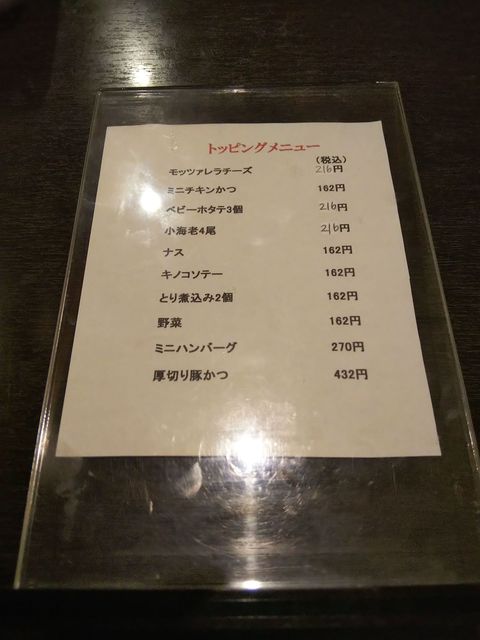 トッピングメニュー
(税込)
モッツァレラチーズ 216円
ミニチキンかつ 162円
ベビーホタテ3個 216円
小海老4尾 216円
ナス 162円
キノコソテー 162円
とり煮込み2個 162円
野菜 162円
ミニハンバーグ 270円
厚切り豚かつ 432円